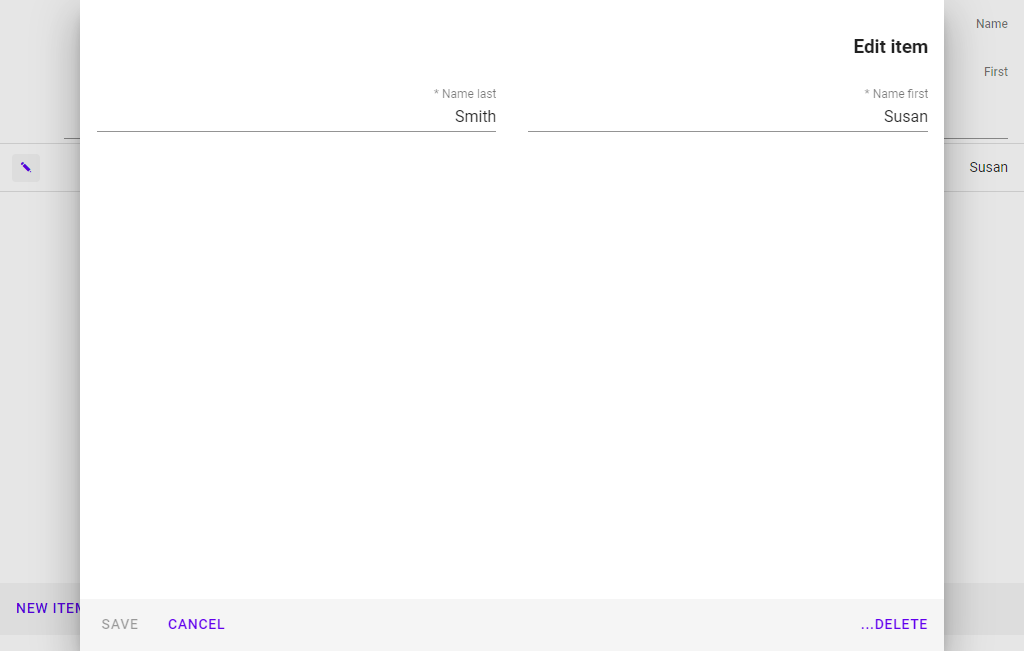 Name
First
Susan
NEW ITEM
Edit item
* Name first
Susan
* Name last
Smith
SAVE
CANCEL
...DELETE